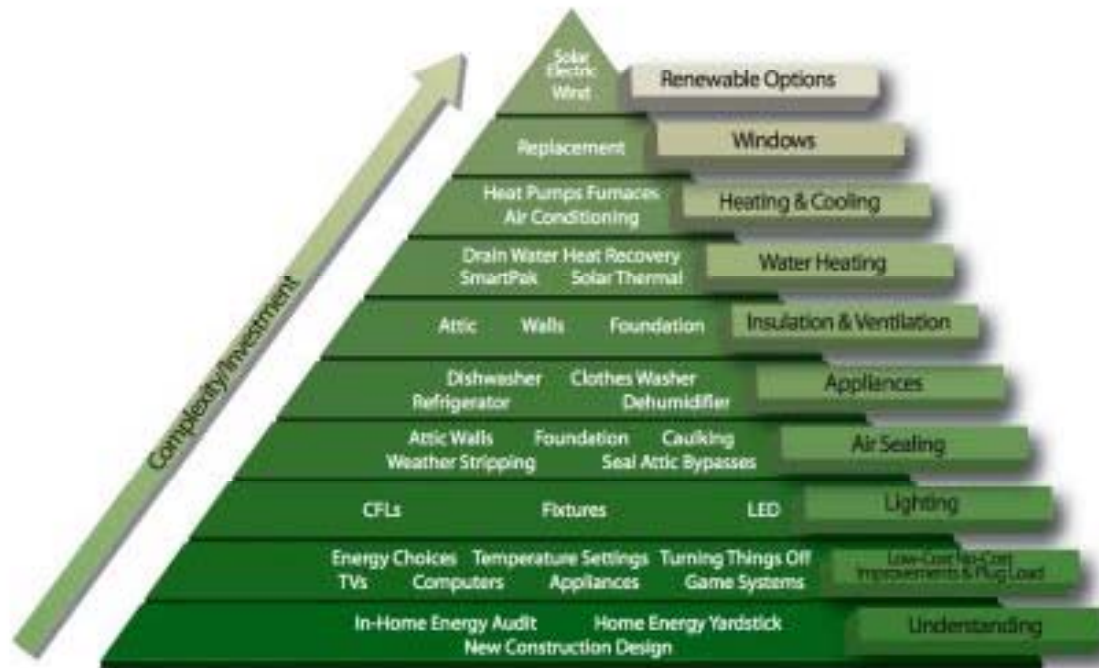 Solar
Electric
Wind
Renewable Options
Replacement
Windows
Heat Pumps Furnaces
Air Conditioning
Heating & Cooling
Drain Water Heat Recovery
SmartPak Solar Thermal
Water Heating
Attic Walls Foundation
Insulation & Ventilation
Dishwasher Clothes Washer
Refrigerator Dehumidifier
Appliances
Attic Walls Foundation Caulking
Weather Stripping Seal Attic Bypasses
Air Sealing
CFLs Fixtures LED
Lighting
Energy Choices Temperature Settings Turning Things Off
TVs Computers Appliances Game Systems
Low-Cost No-Cost
Improvements & Plug Load
In-Home Energy Audit Home Energy Yardstick
New Construction Design
Understanding
Complexity/Investment